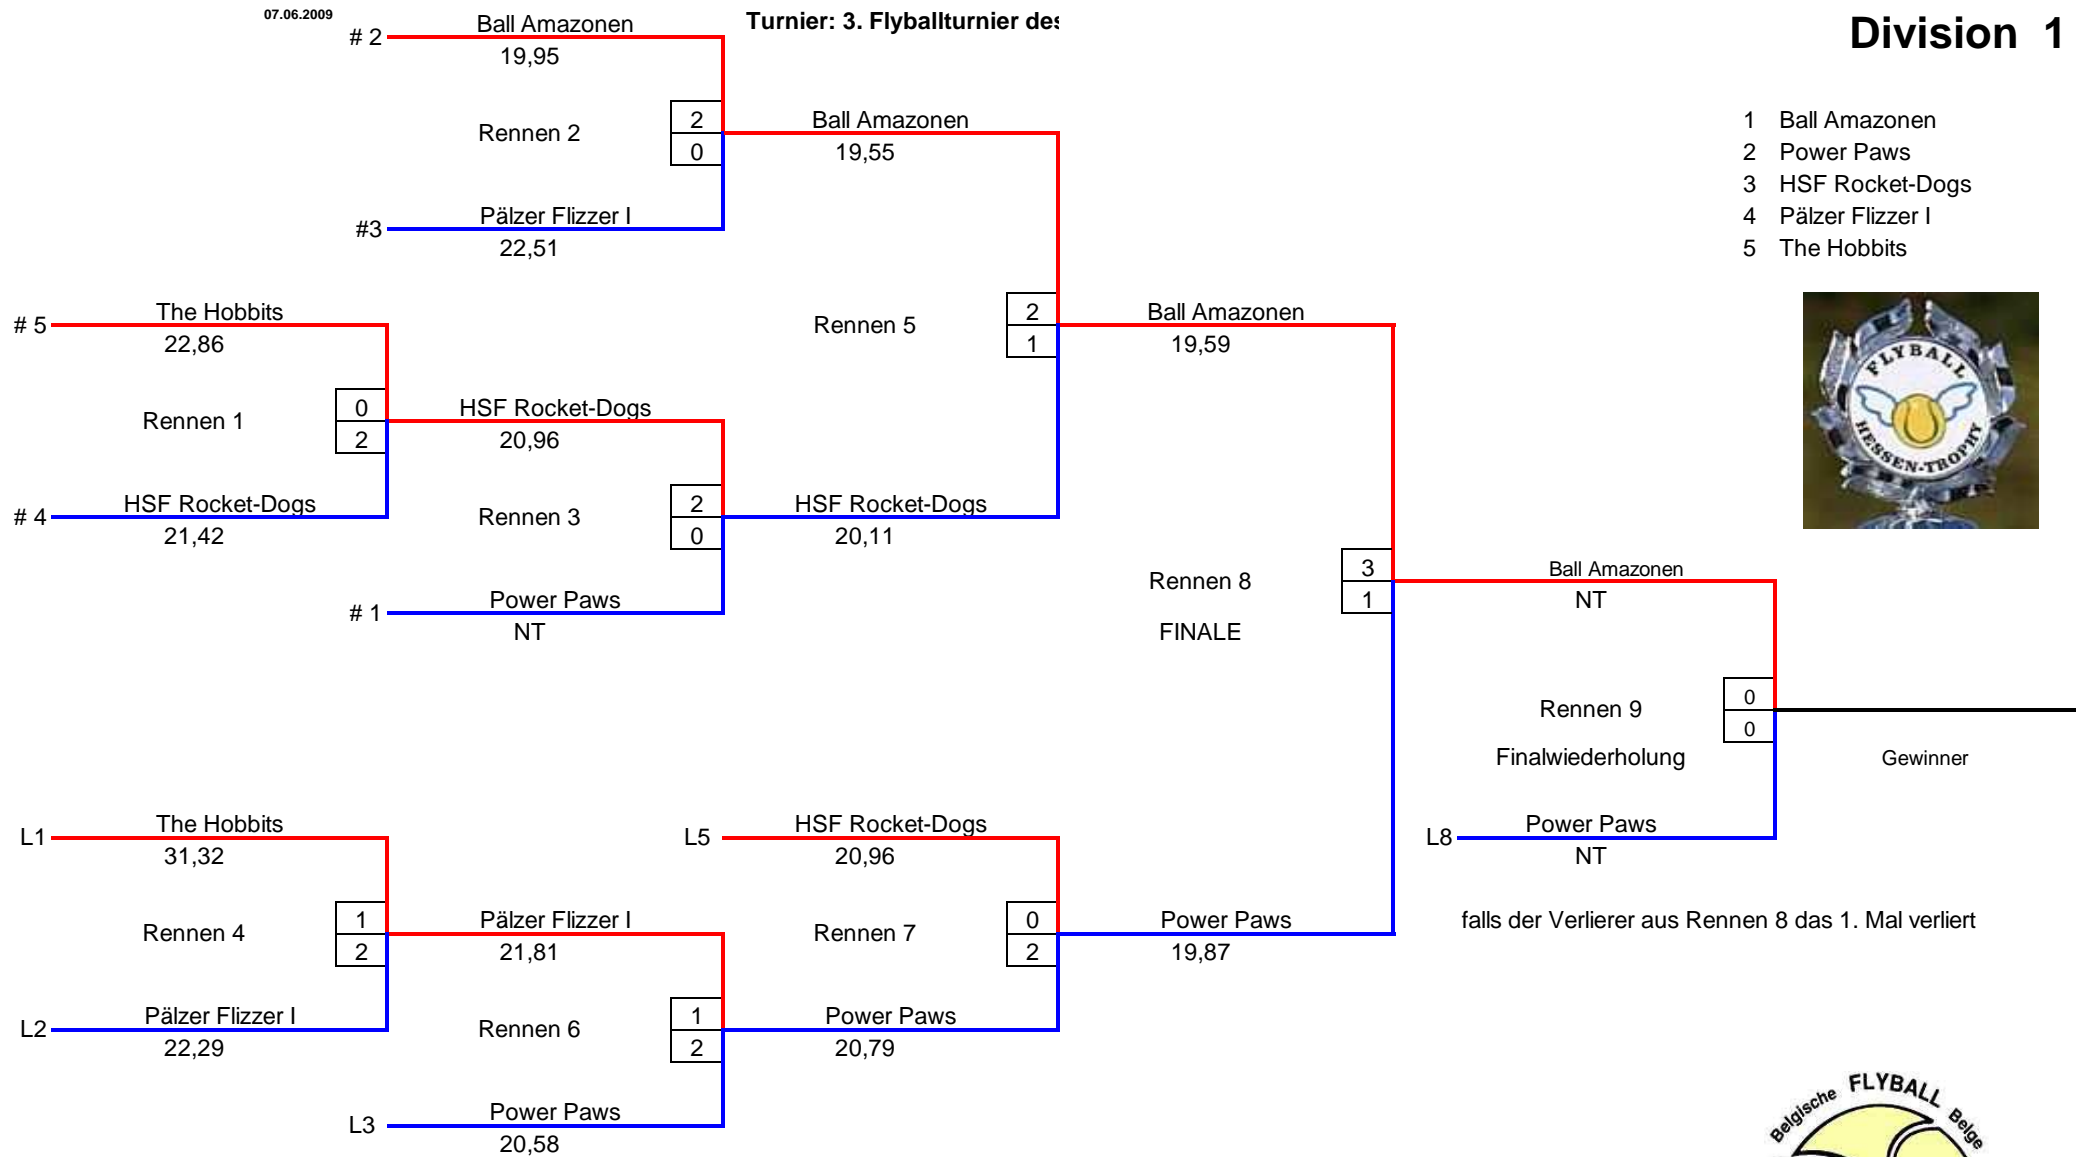 07.06.2009
Turnier: 3. Flyballturnier des
Division 1
# 2
Ball Amazonen
19,95
Rennen 2
2
0
#3
Pälzer Flizzer I
22,51
Ball Amazonen
19,55
1 Ball Amazonen
2 Power Paws
3 HSF Rocket-Dogs
4 Pälzer Flizzer I
5 The Hobbits
# 5
The Hobbits
22,86
Rennen 1
0
2
# 4
HSF Rocket-Dogs
21,42
HSF Rocket-Dogs
20,96
Rennen 3
2
0
# 1
Power Paws
NT
HSF Rocket-Dogs
20,11
Rennen 5
2
1
Ball Amazonen
19,59
FLYBALL
HESSEN-TROPHY
Rennen 8
3
1
FINALE
Ball Amazonen
NT
Rennen 9
0
0
Finalwiederholung
Gewinner
L8
Power Paws
NT
falls der Verlierer aus Rennen 8 das 1. Mal verliert
L1
The Hobbits
31,32
Rennen 4
1
2
L2
Pälzer Flizzer I
22,29
Pälzer Flizzer I
21,81
Rennen 6
1
2
L3
Power Paws
20,58
L5
HSF Rocket-Dogs
20,96
Rennen 7
0
2
Power Paws
20,79
Power Paws
19,87
Belgische FLYBALL Belge